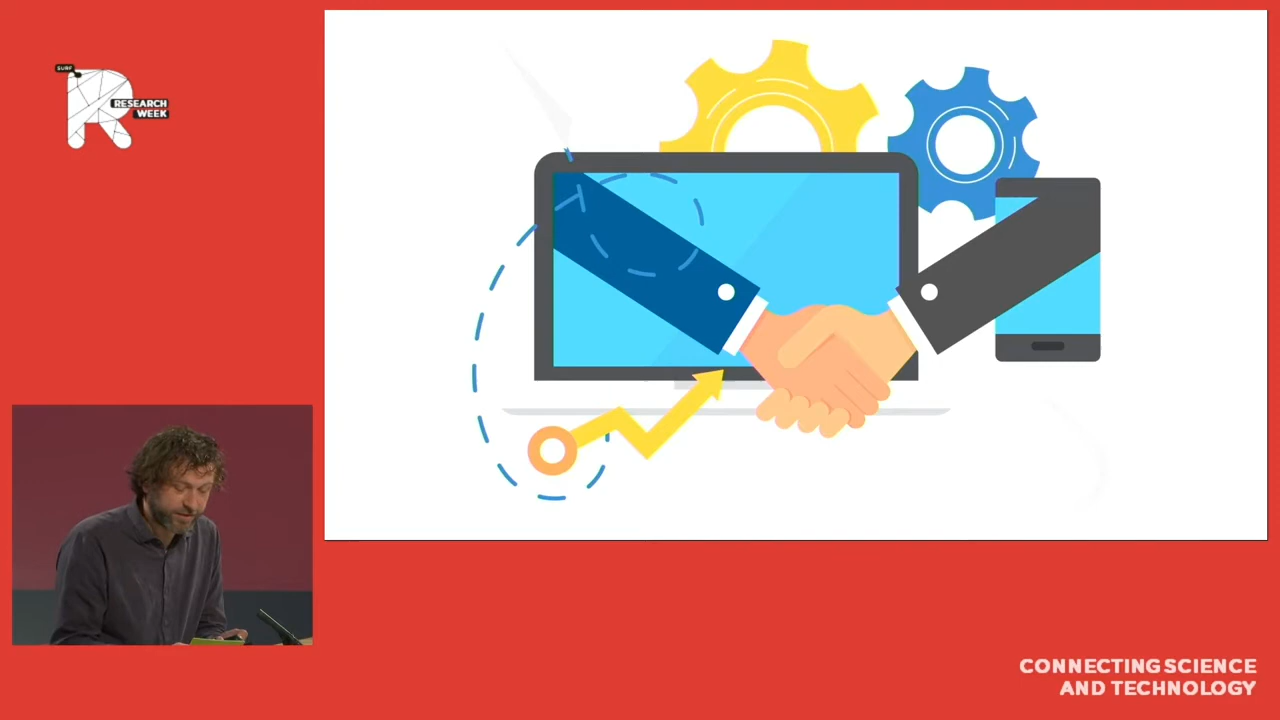 SURF
RESEARCH
WEEK
CONNECTING SCIENCE
AND TECHNOLOGY